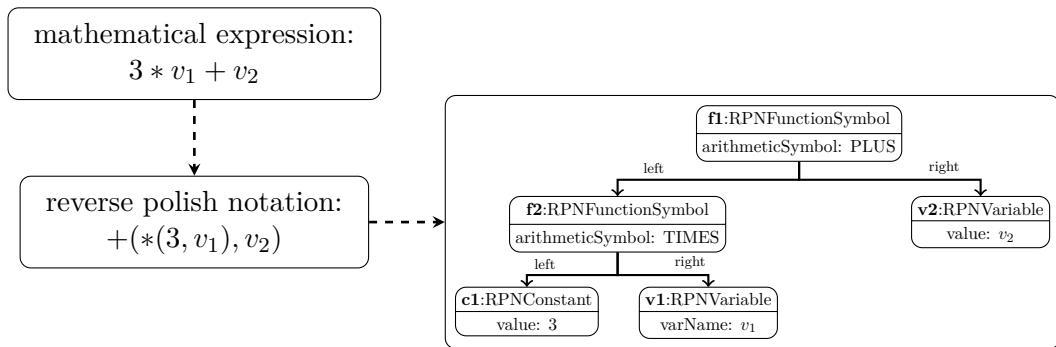 mathematical expression:
3 ∗ v₁ + v₂
reverse polish notation:
+(∗(3, v₁), v₂)
f1:RPNFunctionSymbol
arithmeticSymbol: PLUS
left
right
f2:RPNFunctionSymbol
arithmeticSymbol: TIMES
v2:RPNVariable
value: v₂
left
right
c1:RPNConstant
value: 3
v1:RPNVariable
varName: v₁